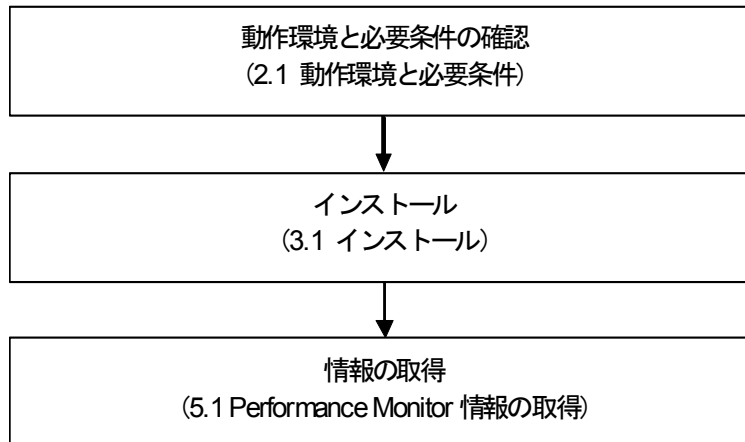 動作環境と必要条件の確認
(2.1 動作環境と必要条件)
インストール
(3.1 インストール)
情報の取得
(5.1 Performance Monitor 情報の取得)